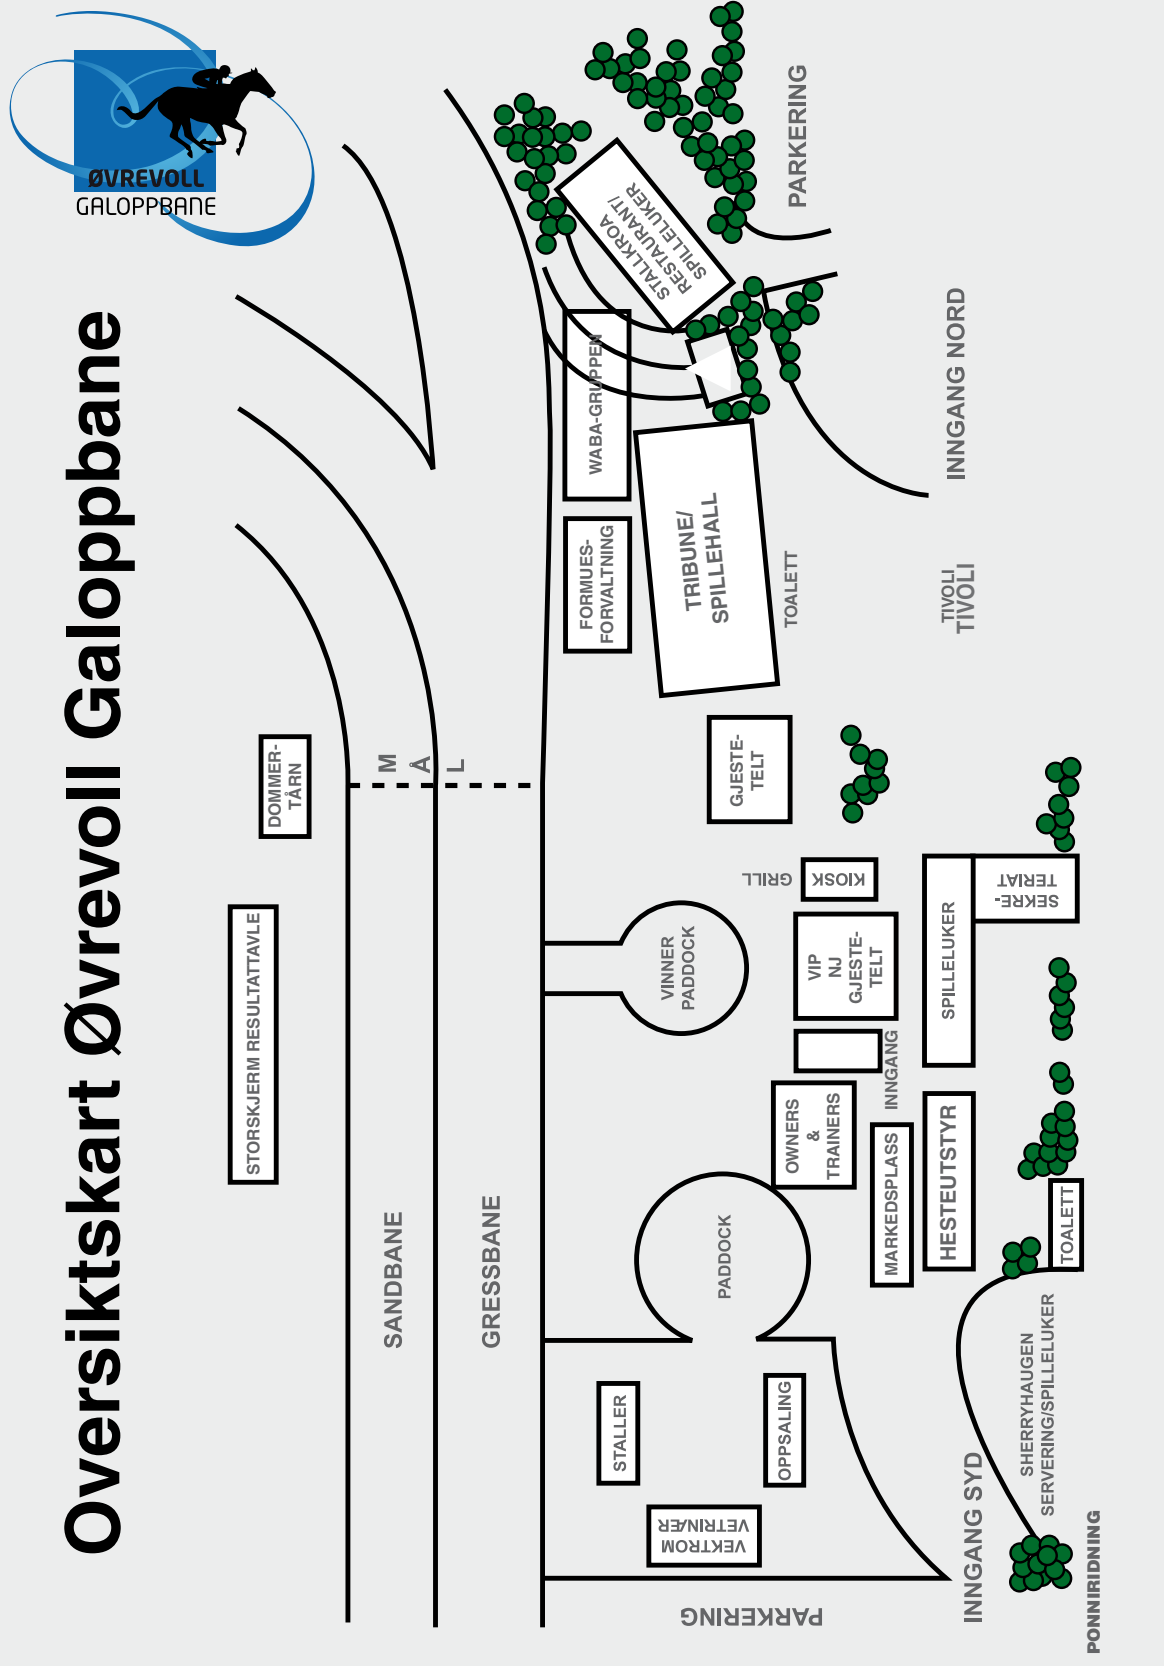 Oversiktskart Øvrevoll Galoppbane
ØVREVOLL
GALOPPBANE
STORSKJERM RESULTATTAVLE
DOMMER-
TÅRN
SANDBANE
GRESSBANE
M
Å
L
STALLER
VEKTROM
VETRINÆR
OPPSALING
PARKERING
PADDOCK
VINNER
PADDOCK
OWNERS
&
TRAINERS
MARKEDSPLASS
INNGANG
VIP
NJ
GJESTE-
TELT
GRILL
KIOSK
GJESTE-
TELT
FORMUES-
FORVALTNING
WABA-GRUPPEN
TRIBUNE/
SPILLEHALL
TOALETT
STALLKROA
RESTAURANT/
SPILLELUKER
PARKERING
INNGANG NORD
TIVOLI
TIVOLI
SPILLELUKER
SEKRE-
TERIAT
HESTEUTSTYR
TOALETT
SHERRYHAUGEN
SERVERING/SPILLELUKER
INNGANG SYD
PONNIRIDNING